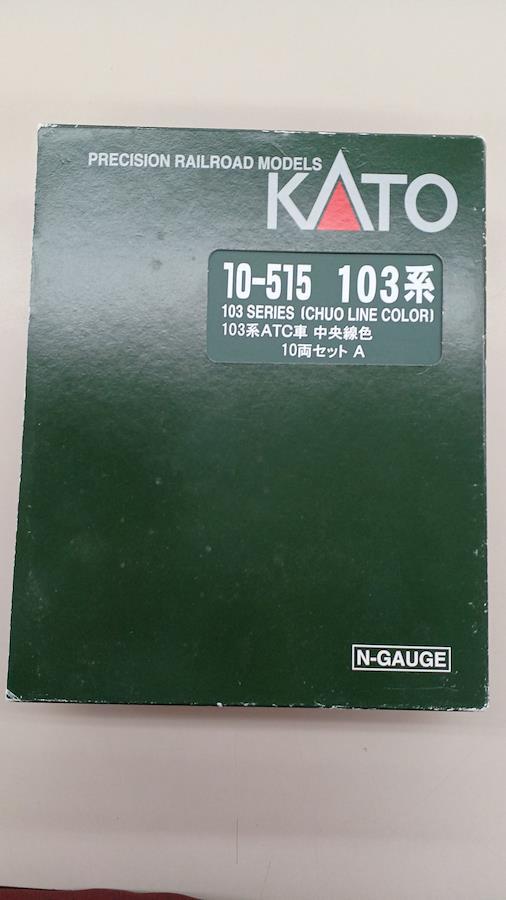 PRECISION RAILROAD MODELS
KATO
10-515 103系
103 SERIES (CHUO LINE COLOR)
103系ATC車 中央線色
10両セット A
N-GAUGE